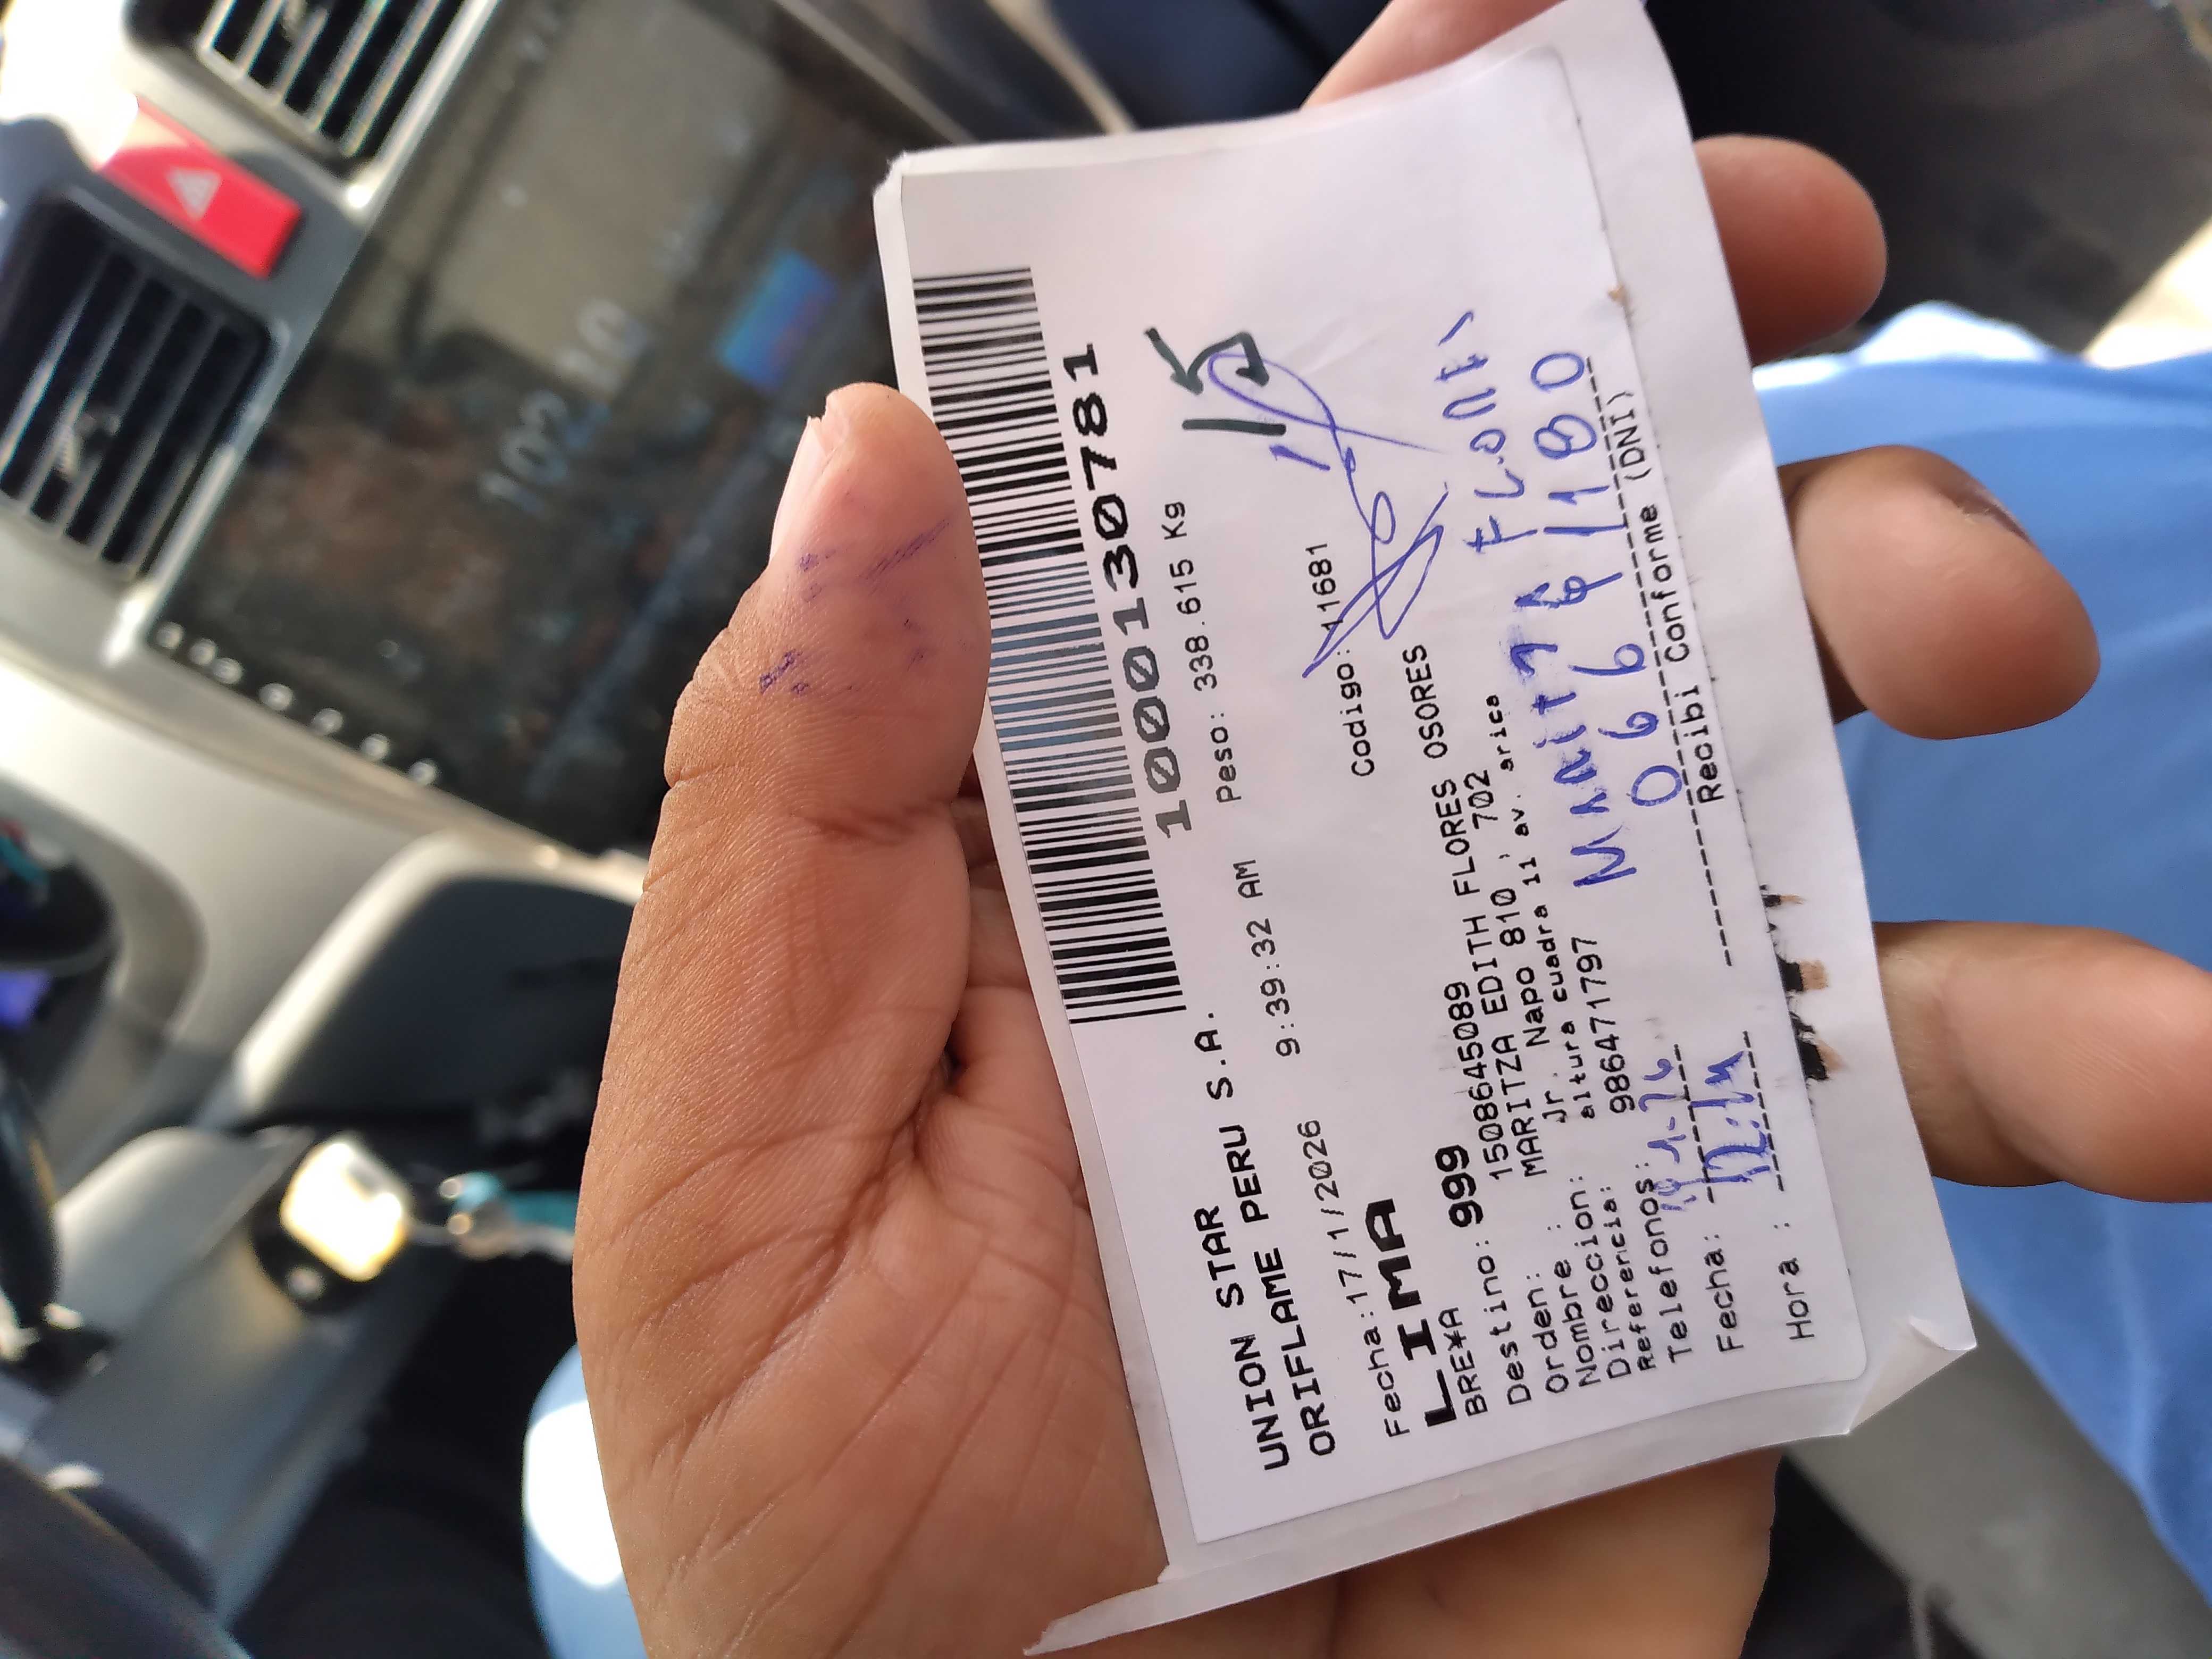 UNION STAR
ORIFLAME PERU S.A.
1000130781
Fecha:17/1/2026 9:39:32 AM Peso: 338.615 Kg
15
LIMA
BRE¥A
Codigo: 11681
Destino: 999
Orden: 1508645089
Nombre : MARITZA EDITH FLORES OSORES
Direccion: Jr. Napo 810, 702
Referencia: altura cuadra 11 av. arica
Telefonos: 986471797
Maritza Flores
Fecha:
Hora :
Recibi Conforme (DNI)